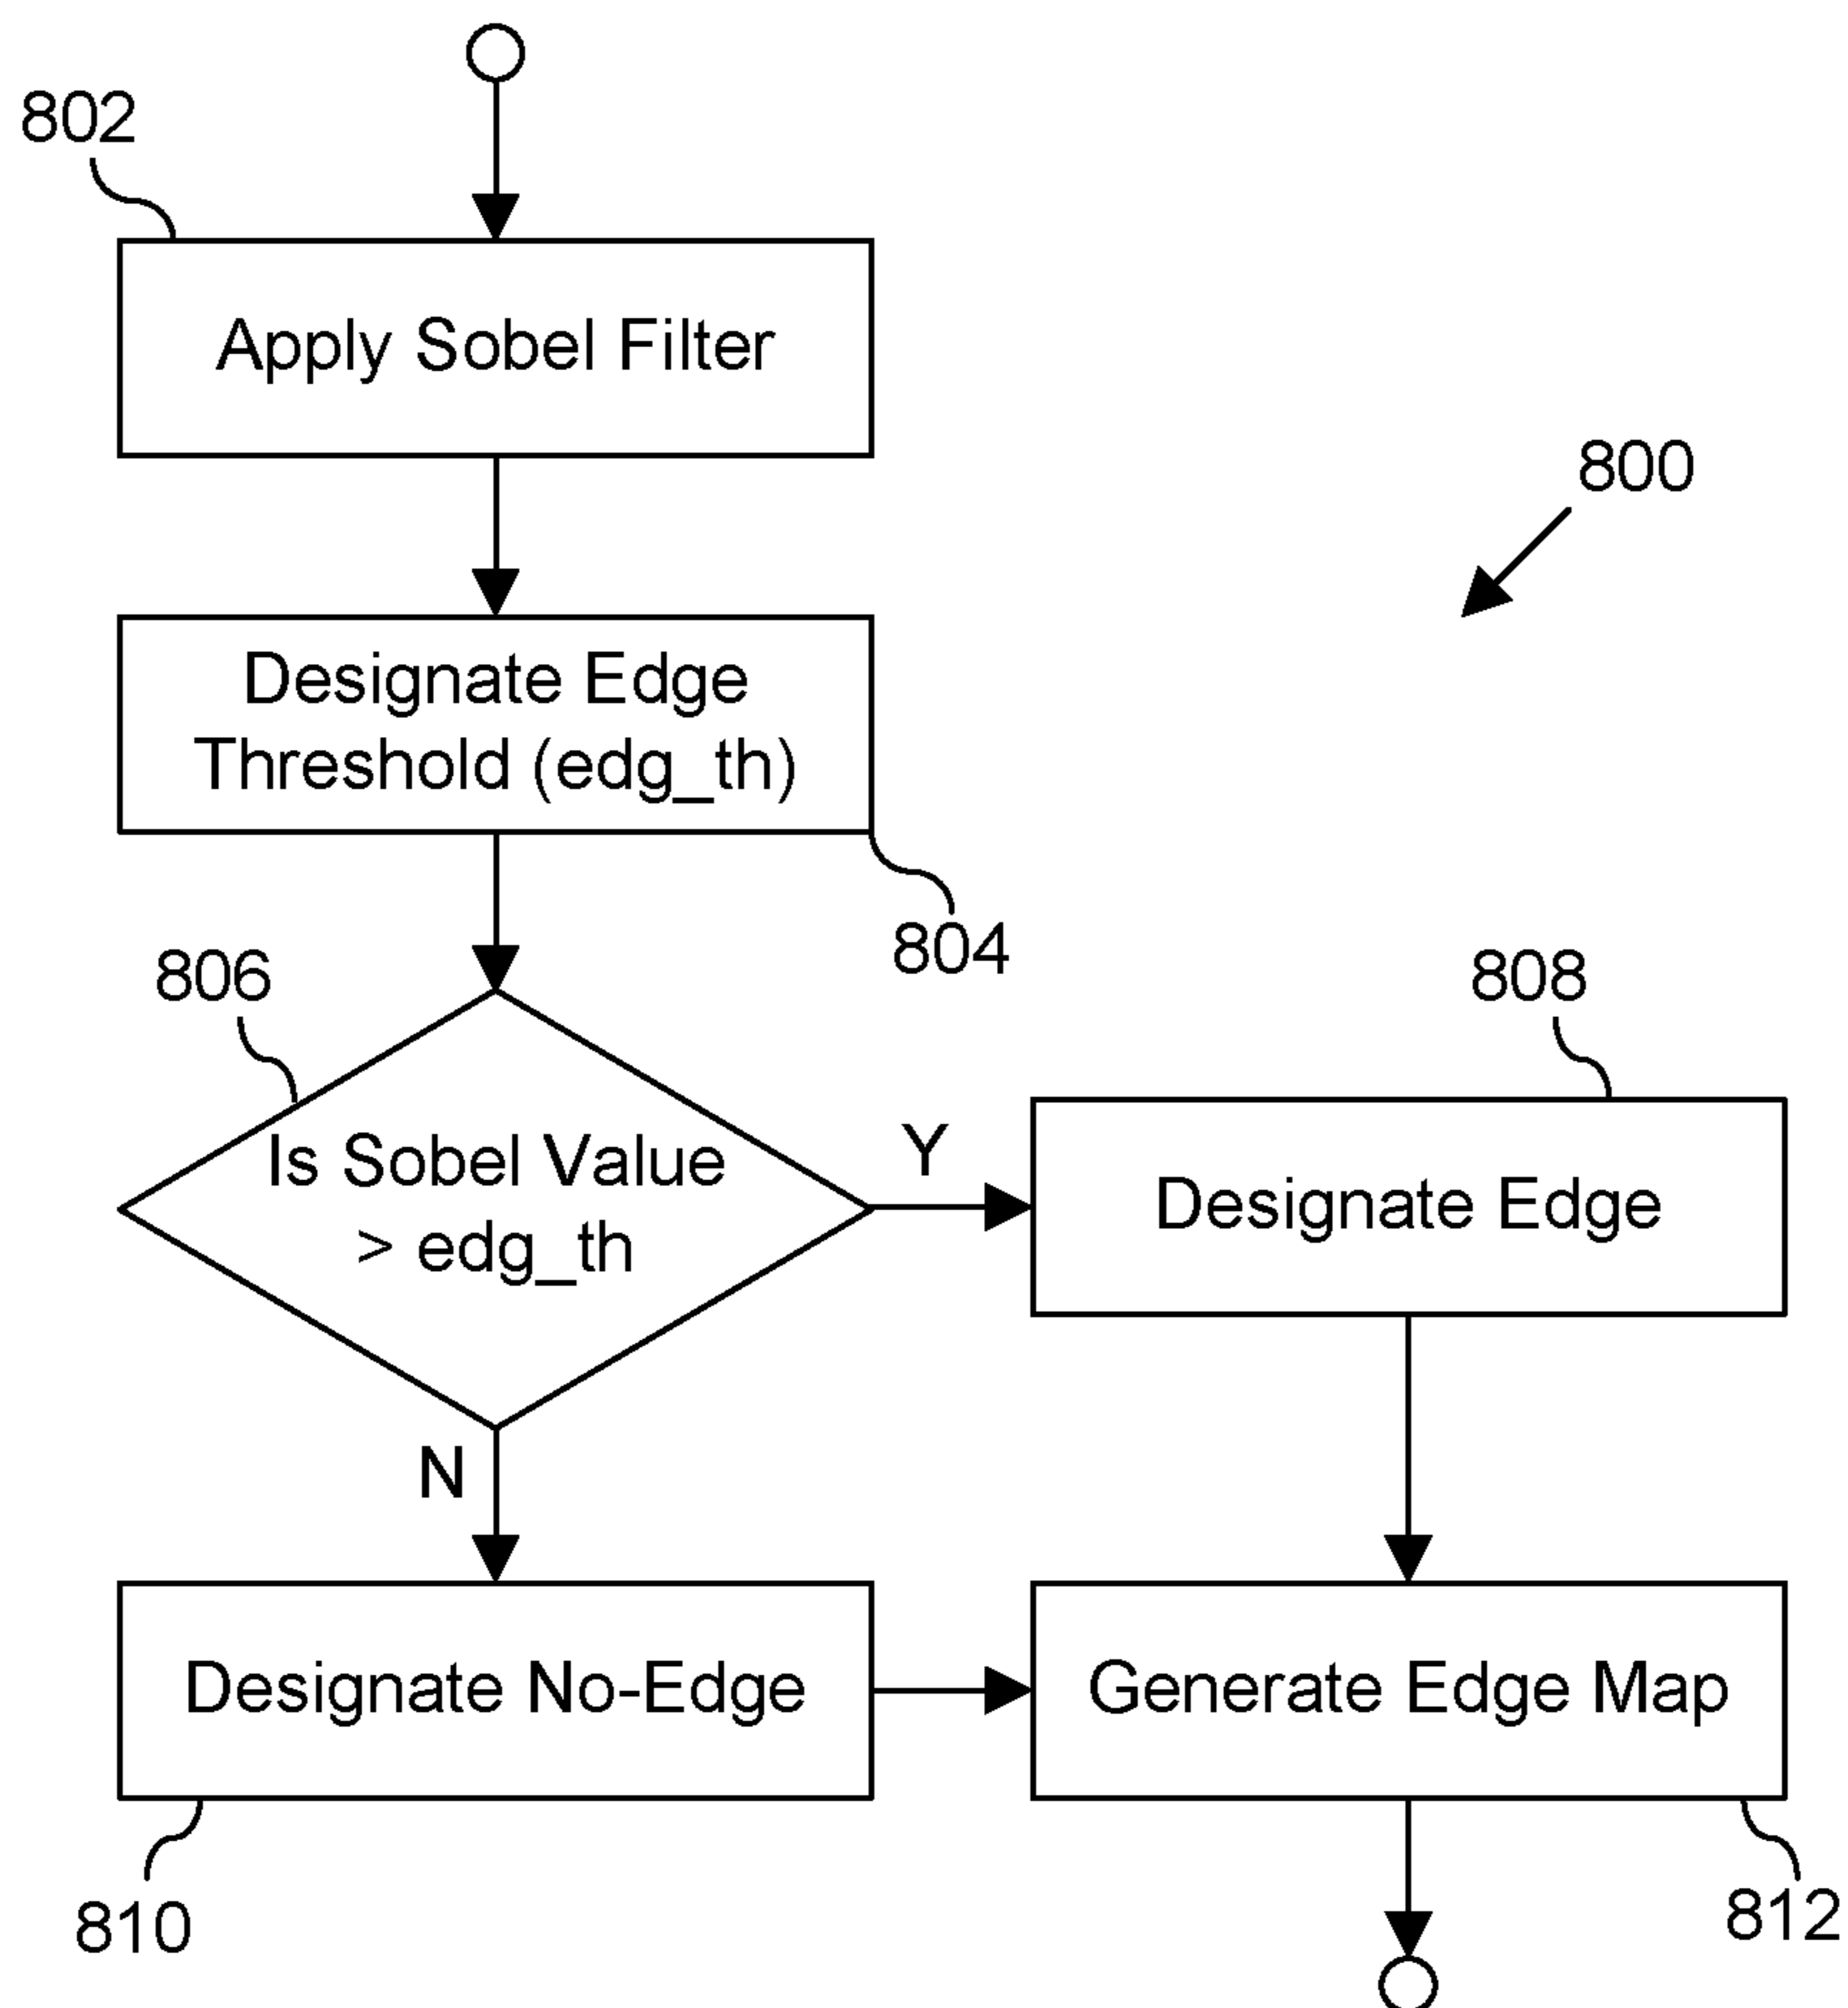 802
Apply Sobel Filter
800
Designate Edge
Threshold (edg_th)
804
806
808
Is Sobel Value
> edg_th
Y
Designate Edge
N
Designate No-Edge
Generate Edge Map
810
812